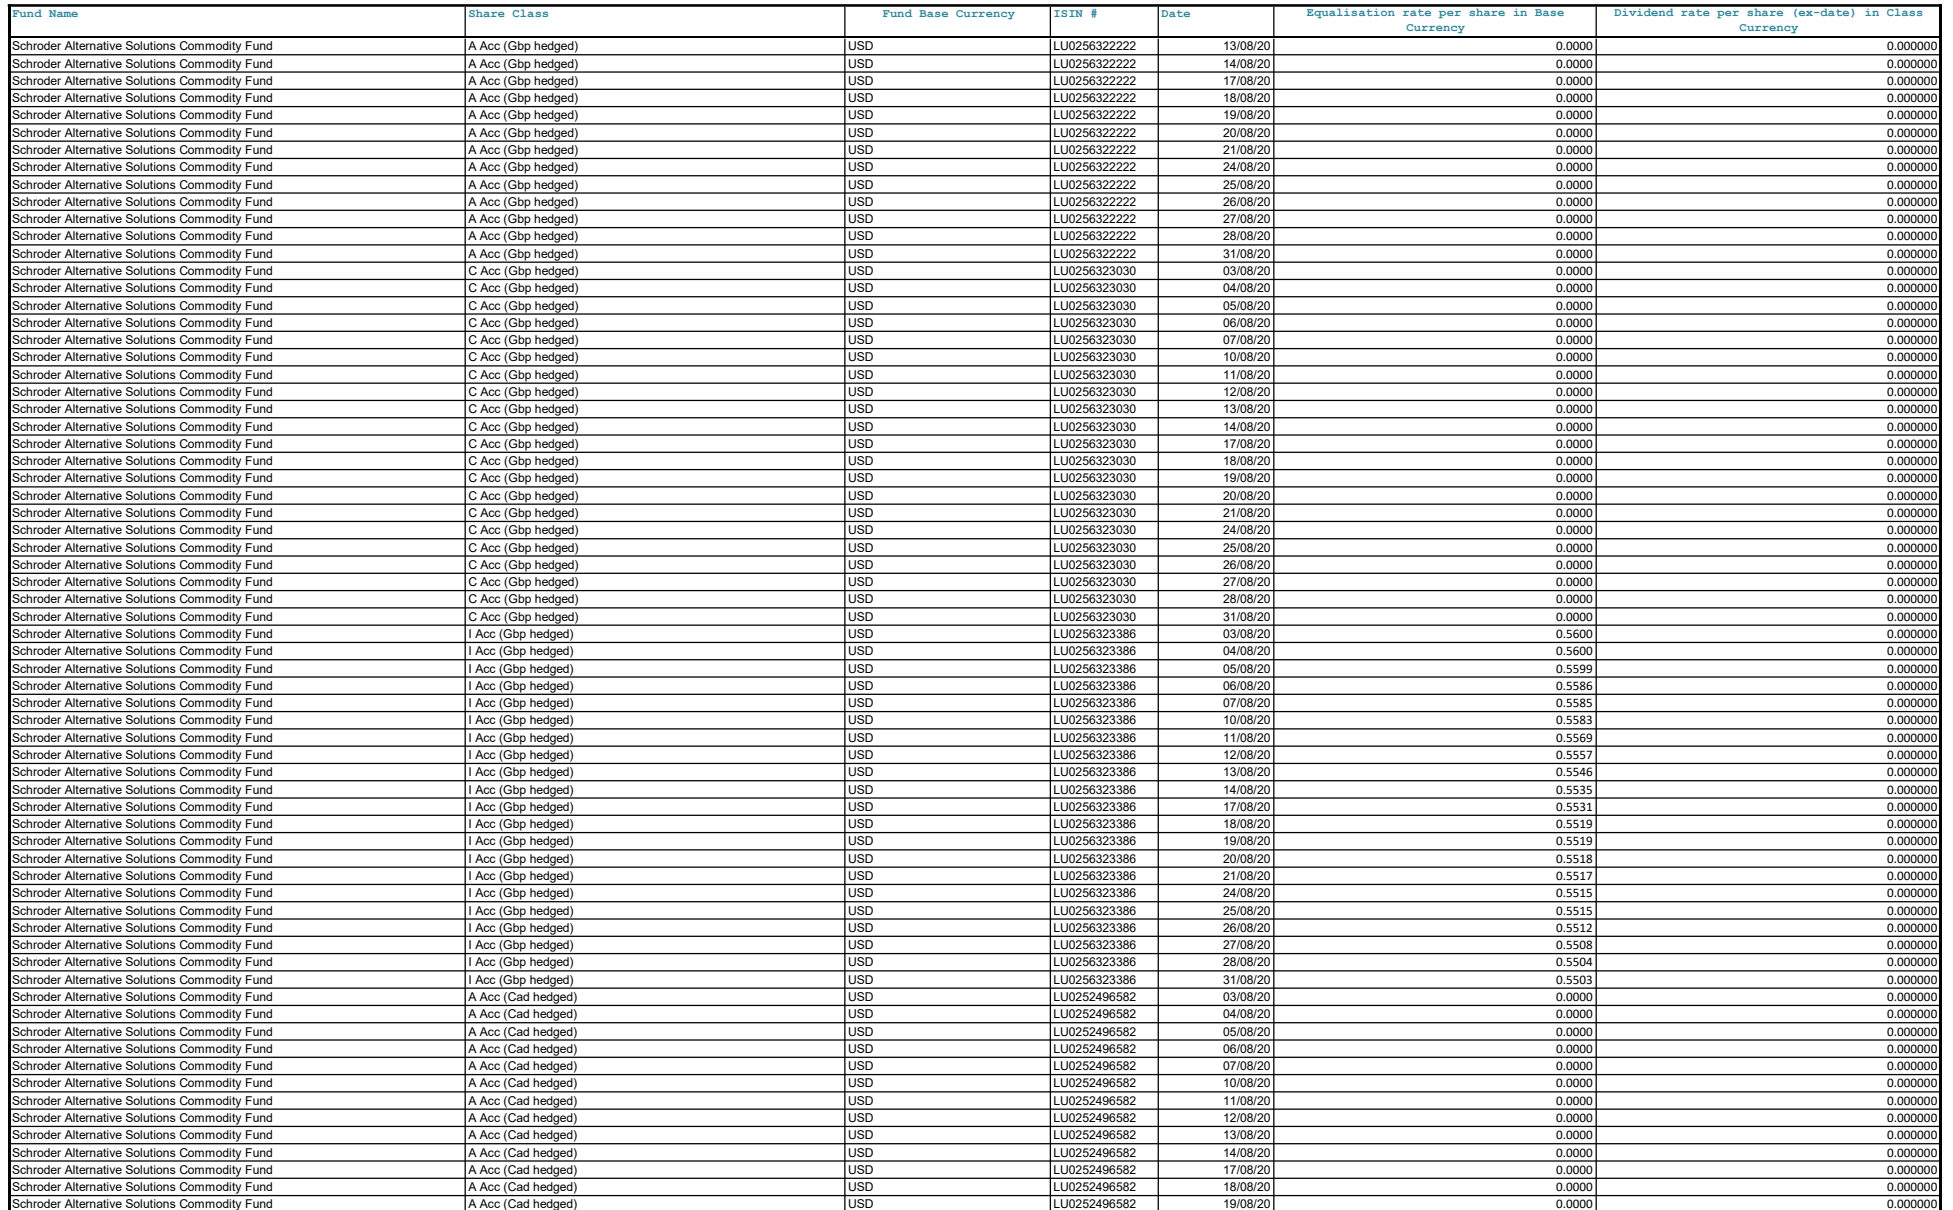 Fund Name Share Class Fund Base Currency ISIN # Date Equalisation rate per share in Base Currency Dividend rate per share (ex-date) in Class Currency
Schroder Alternative Solutions Commodity Fund A Acc (Gbp hedged) USD LU0256322222 13/08/20 0.0000 0.000000
Schroder Alternative Solutions Commodity Fund A Acc (Gbp hedged) USD LU0256322222 14/08/20 0.0000 0.000000
Schroder Alternative Solutions Commodity Fund A Acc (Gbp hedged) USD LU0256322222 17/08/20 0.0000 0.000000
Schroder Alternative Solutions Commodity Fund A Acc (Gbp hedged) USD LU0256322222 18/08/20 0.0000 0.000000
Schroder Alternative Solutions Commodity Fund A Acc (Gbp hedged) USD LU0256322222 19/08/20 0.0000 0.000000
Schroder Alternative Solutions Commodity Fund A Acc (Gbp hedged) USD LU0256322222 20/08/20 0.0000 0.000000
Schroder Alternative Solutions Commodity Fund A Acc (Gbp hedged) USD LU0256322222 21/08/20 0.0000 0.000000
Schroder Alternative Solutions Commodity Fund A Acc (Gbp hedged) USD LU0256322222 24/08/20 0.0000 0.000000
Schroder Alternative Solutions Commodity Fund A Acc (Gbp hedged) USD LU0256322222 25/08/20 0.0000 0.000000
Schroder Alternative Solutions Commodity Fund A Acc (Gbp hedged) USD LU0256322222 26/08/20 0.0000 0.000000
Schroder Alternative Solutions Commodity Fund A Acc (Gbp hedged) USD LU0256322222 27/08/20 0.0000 0.000000
Schroder Alternative Solutions Commodity Fund A Acc (Gbp hedged) USD LU0256322222 28/08/20 0.0000 0.000000
Schroder Alternative Solutions Commodity Fund A Acc (Gbp hedged) USD LU0256322222 31/08/20 0.0000 0.000000
Schroder Alternative Solutions Commodity Fund C Acc (Gbp hedged) USD LU0256323030 03/08/20 0.0000 0.000000
Schroder Alternative Solutions Commodity Fund C Acc (Gbp hedged) USD LU0256323030 04/08/20 0.0000 0.000000
Schroder Alternative Solutions Commodity Fund C Acc (Gbp hedged) USD LU0256323030 05/08/20 0.0000 0.000000
Schroder Alternative Solutions Commodity Fund C Acc (Gbp hedged) USD LU0256323030 06/08/20 0.0000 0.000000
Schroder Alternative Solutions Commodity Fund C Acc (Gbp hedged) USD LU0256323030 07/08/20 0.0000 0.000000
Schroder Alternative Solutions Commodity Fund C Acc (Gbp hedged) USD LU0256323030 10/08/20 0.0000 0.000000
Schroder Alternative Solutions Commodity Fund C Acc (Gbp hedged) USD LU0256323030 11/08/20 0.0000 0.000000
Schroder Alternative Solutions Commodity Fund C Acc (Gbp hedged) USD LU0256323030 12/08/20 0.0000 0.000000
Schroder Alternative Solutions Commodity Fund C Acc (Gbp hedged) USD LU0256323030 13/08/20 0.0000 0.000000
Schroder Alternative Solutions Commodity Fund C Acc (Gbp hedged) USD LU0256323030 14/08/20 0.0000 0.000000
Schroder Alternative Solutions Commodity Fund C Acc (Gbp hedged) USD LU0256323030 17/08/20 0.0000 0.000000
Schroder Alternative Solutions Commodity Fund C Acc (Gbp hedged) USD LU0256323030 18/08/20 0.0000 0.000000
Schroder Alternative Solutions Commodity Fund C Acc (Gbp hedged) USD LU0256323030 19/08/20 0.0000 0.000000
Schroder Alternative Solutions Commodity Fund C Acc (Gbp hedged) USD LU0256323030 20/08/20 0.0000 0.000000
Schroder Alternative Solutions Commodity Fund C Acc (Gbp hedged) USD LU0256323030 21/08/20 0.0000 0.000000
Schroder Alternative Solutions Commodity Fund C Acc (Gbp hedged) USD LU0256323030 24/08/20 0.0000 0.000000
Schroder Alternative Solutions Commodity Fund C Acc (Gbp hedged) USD LU0256323030 25/08/20 0.0000 0.000000
Schroder Alternative Solutions Commodity Fund C Acc (Gbp hedged) USD LU0256323030 26/08/20 0.0000 0.000000
Schroder Alternative Solutions Commodity Fund C Acc (Gbp hedged) USD LU0256323030 27/08/20 0.0000 0.000000
Schroder Alternative Solutions Commodity Fund C Acc (Gbp hedged) USD LU0256323030 28/08/20 0.0000 0.000000
Schroder Alternative Solutions Commodity Fund C Acc (Gbp hedged) USD LU0256323030 31/08/20 0.0000 0.000000
Schroder Alternative Solutions Commodity Fund I Acc (Gbp hedged) USD LU0256323386 03/08/20 0.5600 0.000000
Schroder Alternative Solutions Commodity Fund I Acc (Gbp hedged) USD LU0256323386 04/08/20 0.5600 0.000000
Schroder Alternative Solutions Commodity Fund I Acc (Gbp hedged) USD LU0256323386 05/08/20 0.5599 0.000000
Schroder Alternative Solutions Commodity Fund I Acc (Gbp hedged) USD LU0256323386 06/08/20 0.5586 0.000000
Schroder Alternative Solutions Commodity Fund I Acc (Gbp hedged) USD LU0256323386 07/08/20 0.5585 0.000000
Schroder Alternative Solutions Commodity Fund I Acc (Gbp hedged) USD LU0256323386 10/08/20 0.5583 0.000000
Schroder Alternative Solutions Commodity Fund I Acc (Gbp hedged) USD LU0256323386 11/08/20 0.5569 0.000000
Schroder Alternative Solutions Commodity Fund I Acc (Gbp hedged) USD LU0256323386 12/08/20 0.5557 0.000000
Schroder Alternative Solutions Commodity Fund I Acc (Gbp hedged) USD LU0256323386 13/08/20 0.5546 0.000000
Schroder Alternative Solutions Commodity Fund I Acc (Gbp hedged) USD LU0256323386 14/08/20 0.5535 0.000000
Schroder Alternative Solutions Commodity Fund I Acc (Gbp hedged) USD LU0256323386 17/08/20 0.5531 0.000000
Schroder Alternative Solutions Commodity Fund I Acc (Gbp hedged) USD LU0256323386 18/08/20 0.5519 0.000000
Schroder Alternative Solutions Commodity Fund I Acc (Gbp hedged) USD LU0256323386 19/08/20 0.5519 0.000000
Schroder Alternative Solutions Commodity Fund I Acc (Gbp hedged) USD LU0256323386 20/08/20 0.5518 0.000000
Schroder Alternative Solutions Commodity Fund I Acc (Gbp hedged) USD LU0256323386 21/08/20 0.5517 0.000000
Schroder Alternative Solutions Commodity Fund I Acc (Gbp hedged) USD LU0256323386 24/08/20 0.5515 0.000000
Schroder Alternative Solutions Commodity Fund I Acc (Gbp hedged) USD LU0256323386 25/08/20 0.5515 0.000000
Schroder Alternative Solutions Commodity Fund I Acc (Gbp hedged) USD LU0256323386 26/08/20 0.5512 0.000000
Schroder Alternative Solutions Commodity Fund I Acc (Gbp hedged) USD LU0256323386 27/08/20 0.5508 0.000000
Schroder Alternative Solutions Commodity Fund I Acc (Gbp hedged) USD LU0256323386 28/08/20 0.5504 0.000000
Schroder Alternative Solutions Commodity Fund I Acc (Gbp hedged) USD LU0256323386 31/08/20 0.5503 0.000000
Schroder Alternative Solutions Commodity Fund A Acc (Cad hedged) USD LU0252496582 03/08/20 0.0000 0.000000
Schroder Alternative Solutions Commodity Fund A Acc (Cad hedged) USD LU0252496582 04/08/20 0.0000 0.000000
Schroder Alternative Solutions Commodity Fund A Acc (Cad hedged) USD LU0252496582 05/08/20 0.0000 0.000000
Schroder Alternative Solutions Commodity Fund A Acc (Cad hedged) USD LU0252496582 06/08/20 0.0000 0.000000
Schroder Alternative Solutions Commodity Fund A Acc (Cad hedged) USD LU0252496582 07/08/20 0.0000 0.000000
Schroder Alternative Solutions Commodity Fund A Acc (Cad hedged) USD LU0252496582 10/08/20 0.0000 0.000000
Schroder Alternative Solutions Commodity Fund A Acc (Cad hedged) USD LU0252496582 11/08/20 0.0000 0.000000
Schroder Alternative Solutions Commodity Fund A Acc (Cad hedged) USD LU0252496582 12/08/20 0.0000 0.000000
Schroder Alternative Solutions Commodity Fund A Acc (Cad hedged) USD LU0252496582 13/08/20 0.0000 0.000000
Schroder Alternative Solutions Commodity Fund A Acc (Cad hedged) USD LU0252496582 14/08/20 0.0000 0.000000
Schroder Alternative Solutions Commodity Fund A Acc (Cad hedged) USD LU0252496582 17/08/20 0.0000 0.000000
Schroder Alternative Solutions Commodity Fund A Acc (Cad hedged) USD LU0252496582 18/08/20 0.0000 0.000000
Schroder Alternative Solutions Commodity Fund A Acc (Cad hedged) USD LU0252496582 19/08/20 0.0000 0.000000